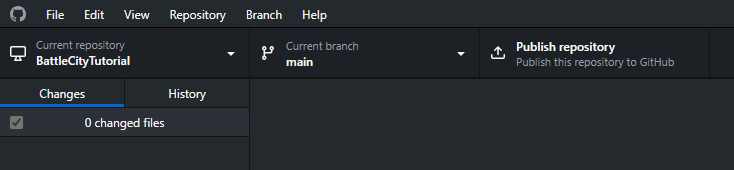 File Edit View Repository Branch Help
Current repository
BattleCityTutorial
Current branch
main
Publish repository
Publish this repository to GitHub
Changes History
0 changed files